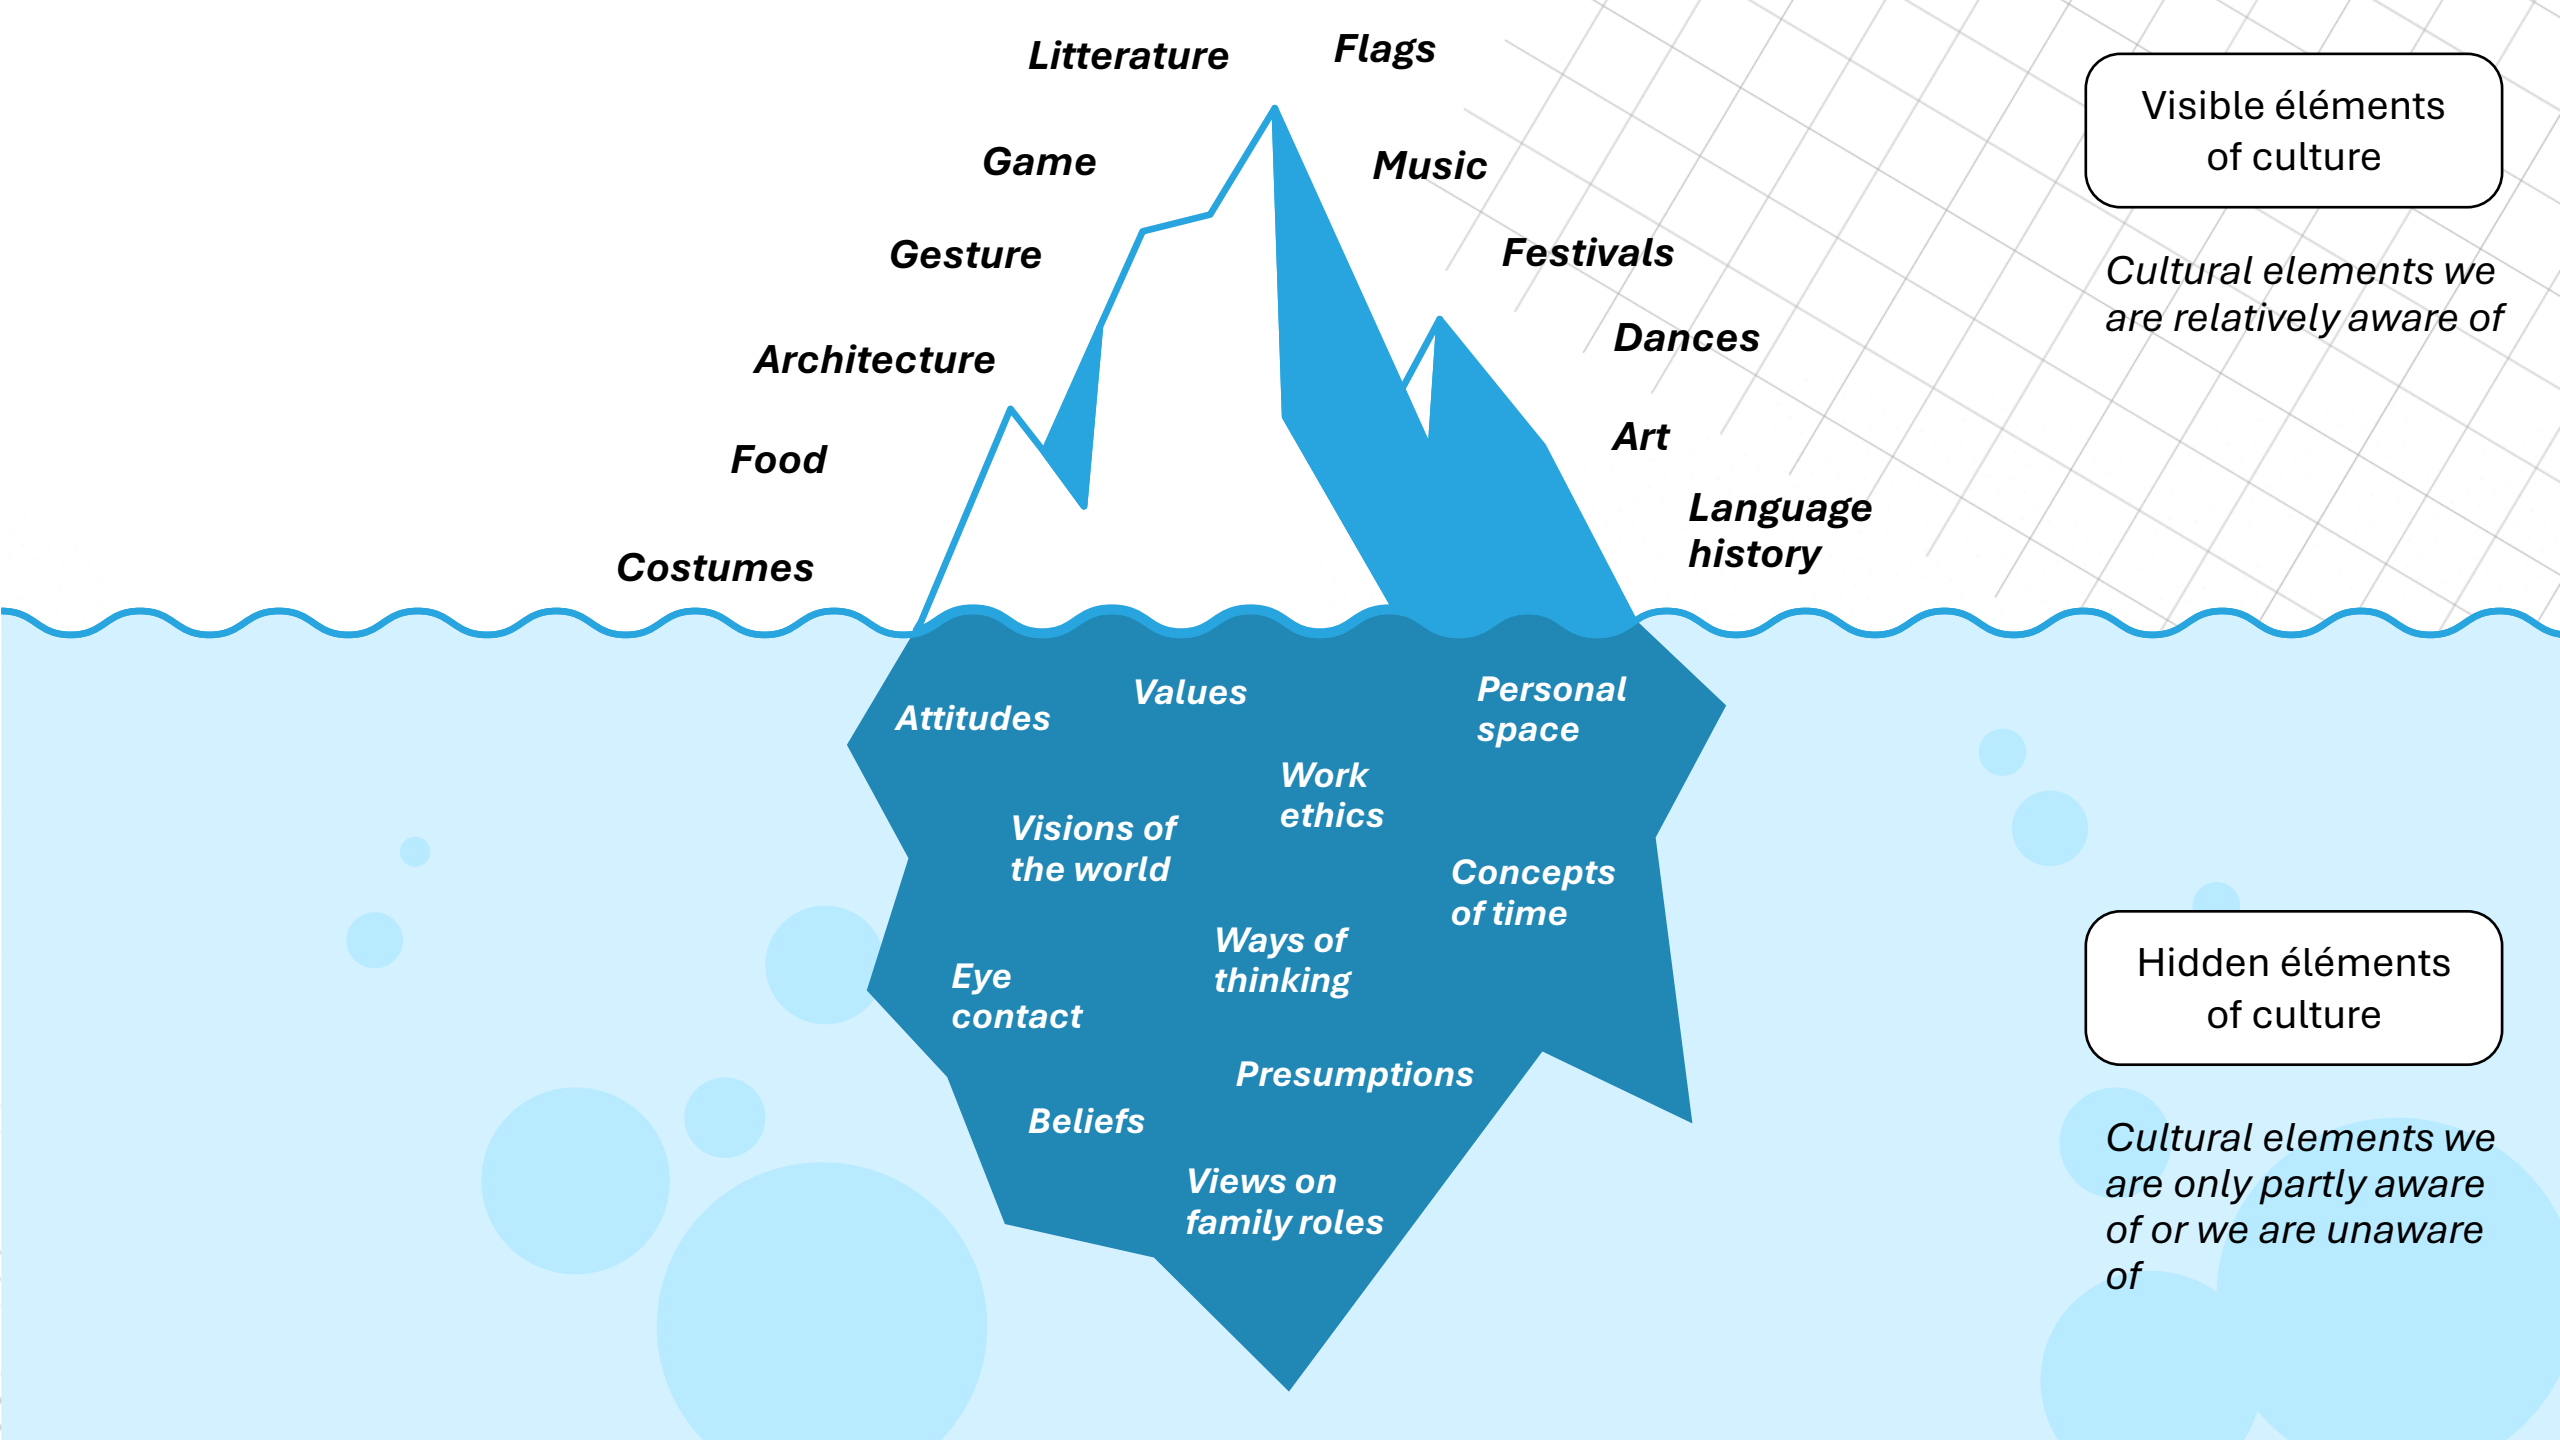 Litterature
Flags
Game
Music
Gesture
Festivals
Architecture
Dances
Food
Art
Costumes
Language
history
Visible éléments
of culture
Cultural elements we
are relatively aware of
Attitudes
Values
Personal
space
Work
ethics
Visions of
the world
Concepts
of time
Ways of
thinking
Eye
contact
Presumptions
Beliefs
Views on
family roles
Hidden éléments
of culture
Cultural elements we
are only partly aware
of or we are unaware
of